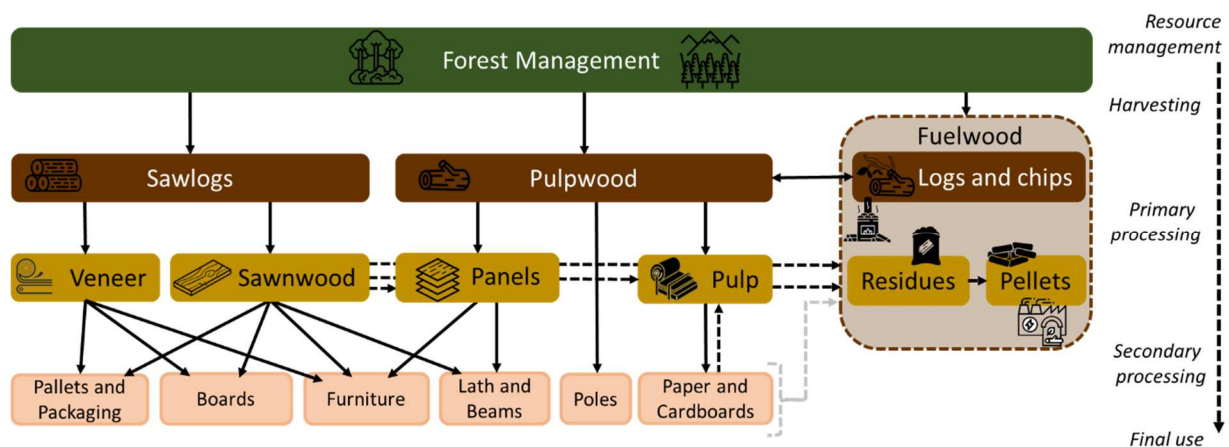 Resource
management
Forest Management
Harvesting
Fuelwood
Sawlogs
Pulpwood
Logs and chips
Primary
processing
Veneer
Sawnwood
Panels
Pulp
Residues
Pellets
Secondary
processing
Pallets and
Packaging
Boards
Furniture
Lath and
Beams
Poles
Paper and
Cardboards
Final use